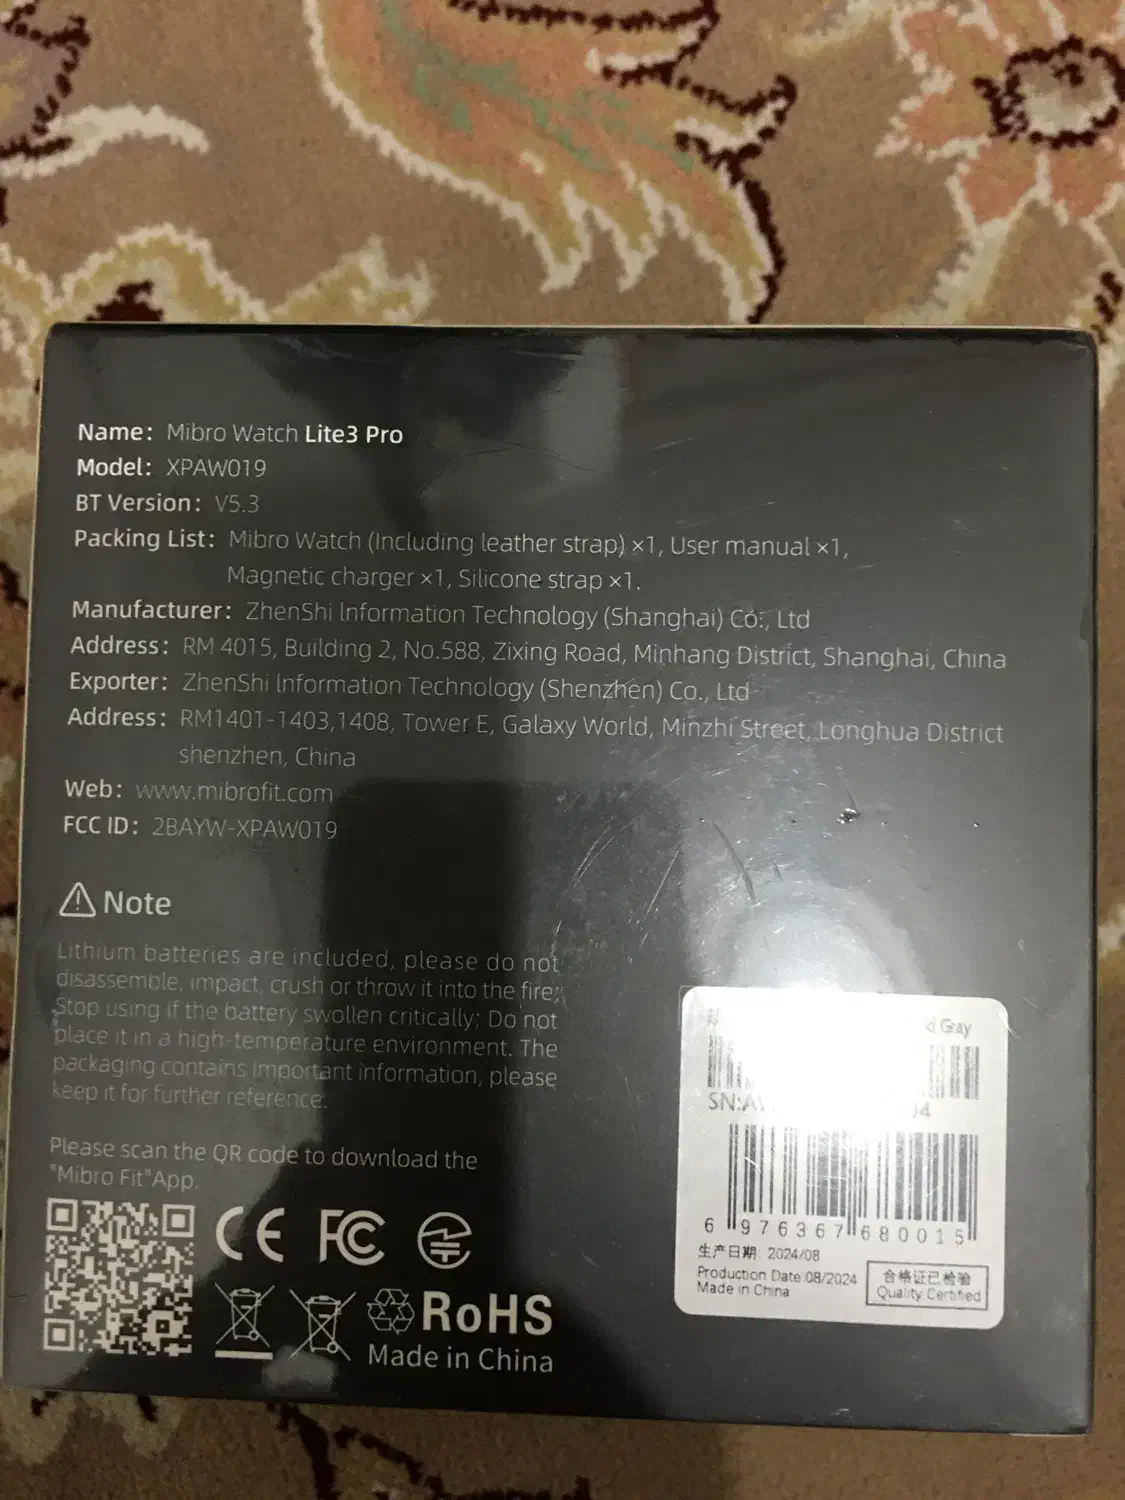 Name: Mibro Watch Lite3 Pro
Model: XPAW019
BT Version: V5.3
Packing List: Mibro Watch (Including leather strap) ×1, User manual ×1,
Magnetic charger ×1, Silicone strap ×1.
Manufacturer: ZhenShi Information Technology (Shanghai) Co., Ltd
Address: RM 4015, Building 2, No.588, Zixing Road, Minhang District, Shanghai, China
Exporter: ZhenShi Information Technology (Shenzhen) Co., Ltd
Address: RM1401-1403,1408, Tower E, Galaxy World, Minzhi Street, Longhua District
shenzhen, China
Web: www.mibrofit.com
FCC ID: 2BAYW-XPAW019
Note
Lithium batteries are included, please do not
disassemble, impact, crush or throw it into the fire;
Stop using if the battery swollen critically; Do not
place it in a high-temperature environment. The
packaging contains important information, please
keep it for further reference.
Please scan the QR code to download the
"Mibro Fit"App.
CE FC
RoHS
Made in China
Gray
SN:A 04
6 976367 680015
生产日期: 2024/08
Production Date 08/2024
Made in China
合格证已检验
Quality Certified